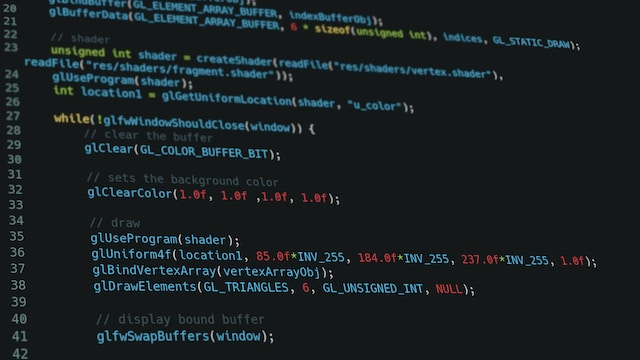 20 glBindBuffer(GL_ELEMENT_ARRAY_BUFFER, indexBufferObj);
21 glBufferData(GL_ELEMENT_ARRAY_BUFFER, 6 * sizeof(unsigned int), indices, GL_STATIC_DRAW);
22
23 // shader
unsigned int shader = createShader(readFile("res/shaders/vertex.shader"),
readFile("res/shaders/fragment.shader"));
24 glUseProgram(shader);
25 int location1 = glGetUniformLocation(shader, "u_color");
26
27 while(!glfwWindowShouldClose(window)) {
28 // clear the buffer
29 glClear(GL_COLOR_BUFFER_BIT);
30
31 // sets the background color
32 glClearColor(1.0f, 1.0f ,1.0f, 1.0f);
33
34 // draw
35 glUseProgram(shader);
36 glUniform4f(location1, 85.0f*INV_255, 184.0f*INV_255, 237.0f*INV_255, 1.0f);
37 glBindVertexArray(vertexArrayObj);
38 glDrawElements(GL_TRIANGLES, 6, GL_UNSIGNED_INT, NULL);
39
40 // display bound buffer
41 glfwSwapBuffers(window);
42